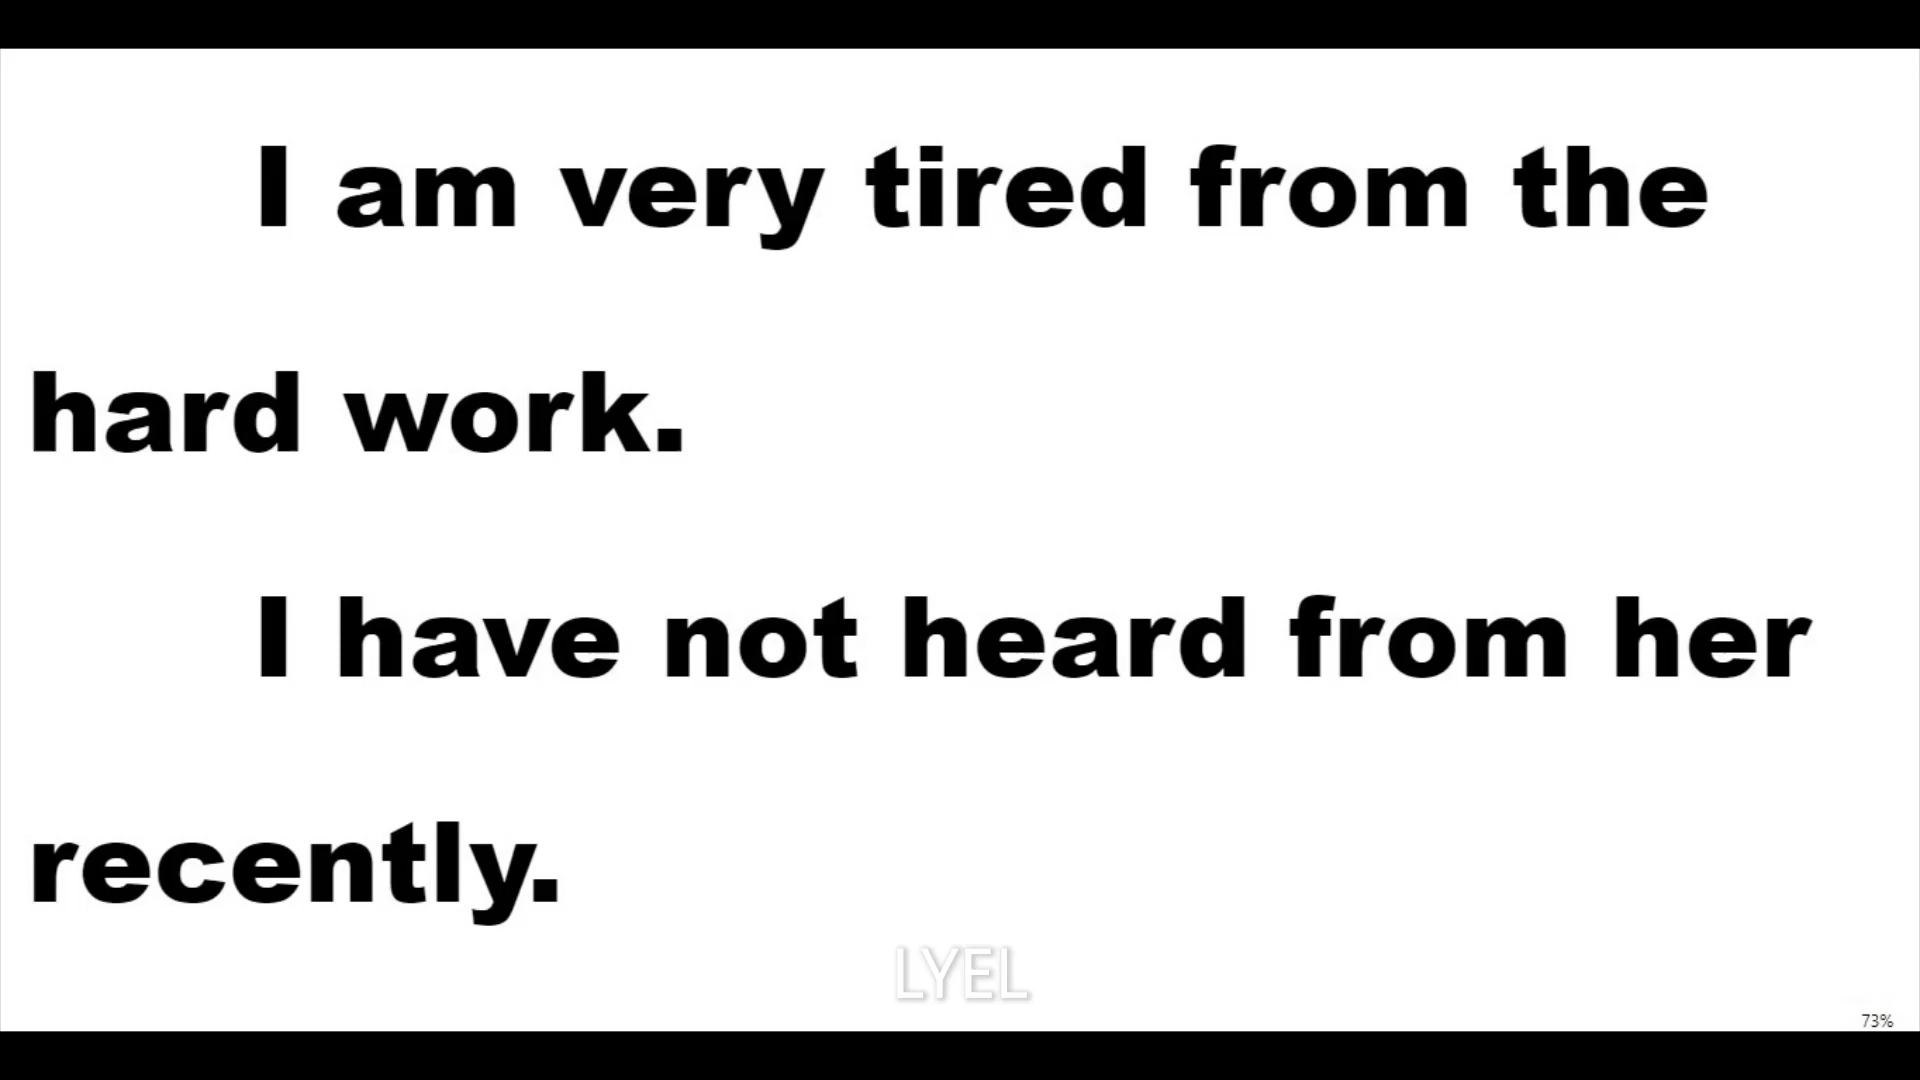 I am very tired from the
hard work.
I have not heard from her
recently.
LYEL
73%